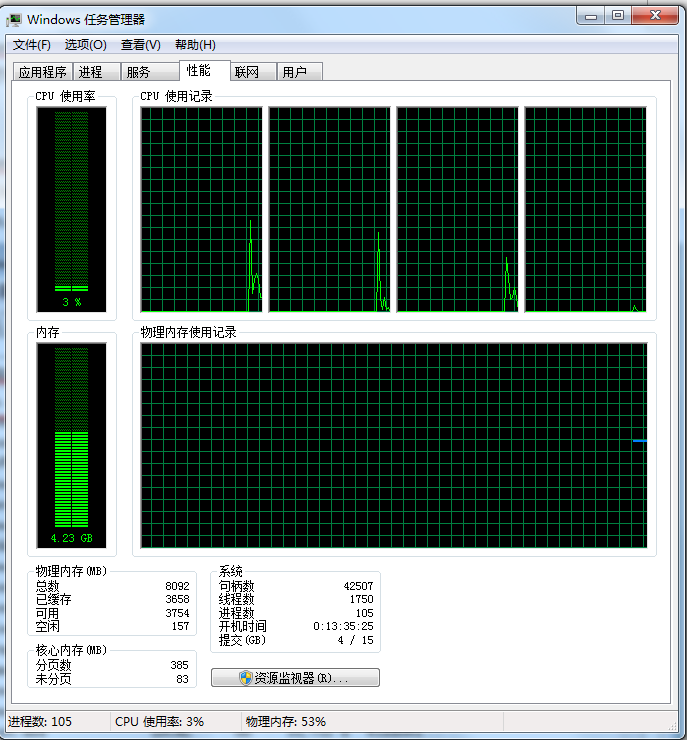 Windows 任务管理器
文件(F) 选项(O) 查看(V) 帮助(H)
应用程序 进程 服务 性能 联网 用户
CPU 使用率 CPU 使用记录
3 %
内存 物理内存使用记录
4.23 GB
物理内存(MB)
总数 8092
已缓存 3658
可用 3754
空闲 157
系统
句柄数 42507
线程数 1750
进程数 105
开机时间 0:13:35:25
提交(GB) 4 / 15
核心内存(MB)
分页数 385
未分页 83
资源监视器(R)...
进程数: 105 CPU 使用率: 3% 物理内存: 53%